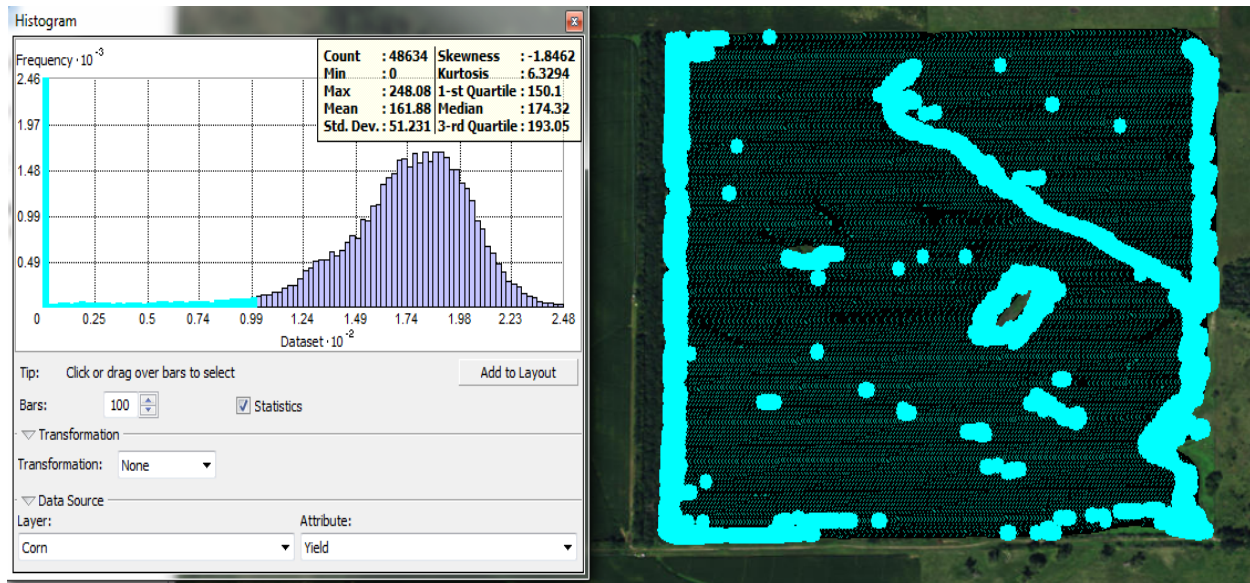 Histogram
x
Frequency · 10 -3
Count : 48634 Skewness : -1.8462
Min : 0 Kurtosis : 6.3294
Max : 248.08 1-st Quartile : 150.1
Mean : 161.88 Median : 174.32
Std. Dev. : 51.231 3-rd Quartile : 193.05
2.46
1.97
1.48
0.99
0.49
0 0.25 0.5 0.74 0.99 1.24 1.49 1.74 1.98 2.23 2.48
Dataset · 10 -2
Tip: Click or drag over bars to select Add to Layout
Bars: 100 Statistics
Transformation
Transformation: None
Data Source
Layer: Attribute:
Corn Yield